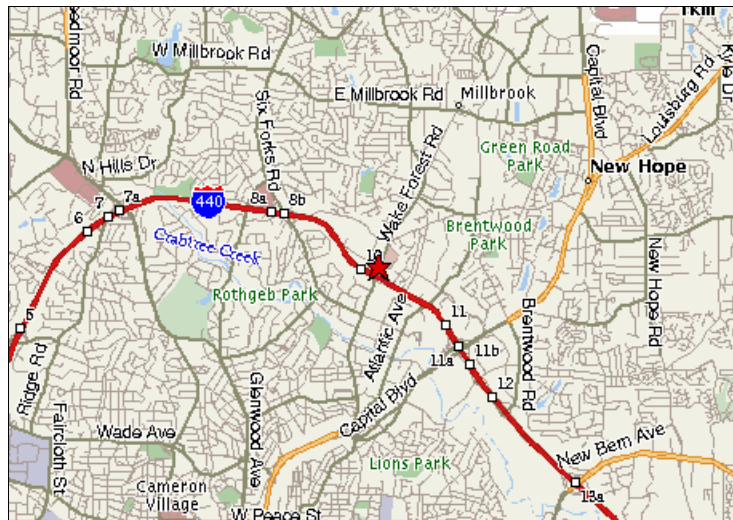 W Millbrook Rd
Six Forks Rd
E Millbrook Rd
Millbrook
Capital Blvd
Louisburg Rd
Kyle Dr
N Hills Dr
Wake Forest Rd
Green Road
Park
New Hope
7
7a
6
440
8a
8b
Crabtree Creek
Brentwood
Park
New Hope Rd
Rothgeb Park
5
Atlantic Ave
11
11a
11b
Brentwood Rd
12
Ridge Rd
Glenwood Ave
Capital Blvd
Faircloth St
Wade Ave
New Bern Ave
Lions Park
Cameron
Village
13a
W Peace St